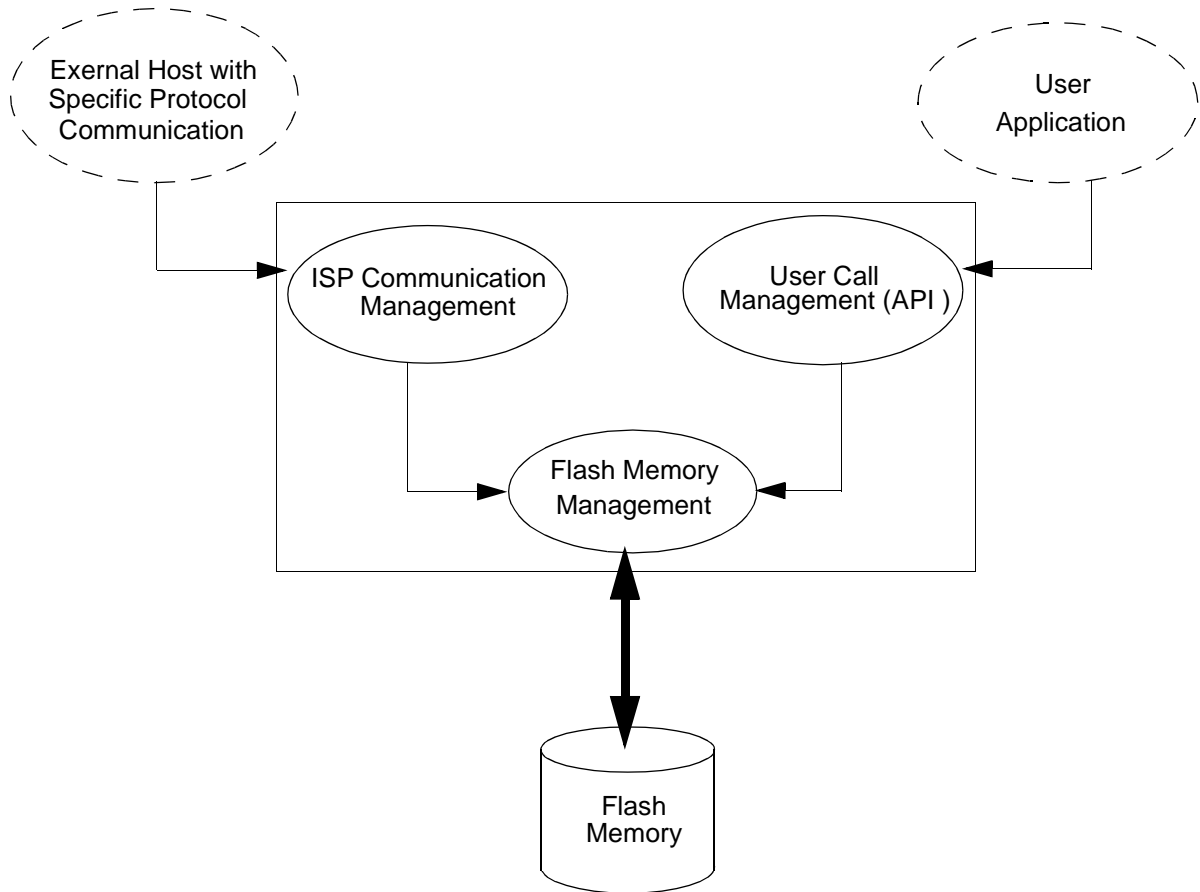 Exernal Host with
Specific Protocol
Communication
User
Application
ISP Communication
Management
User Call
Management (API )
Flash Memory
Management
Flash
Memory